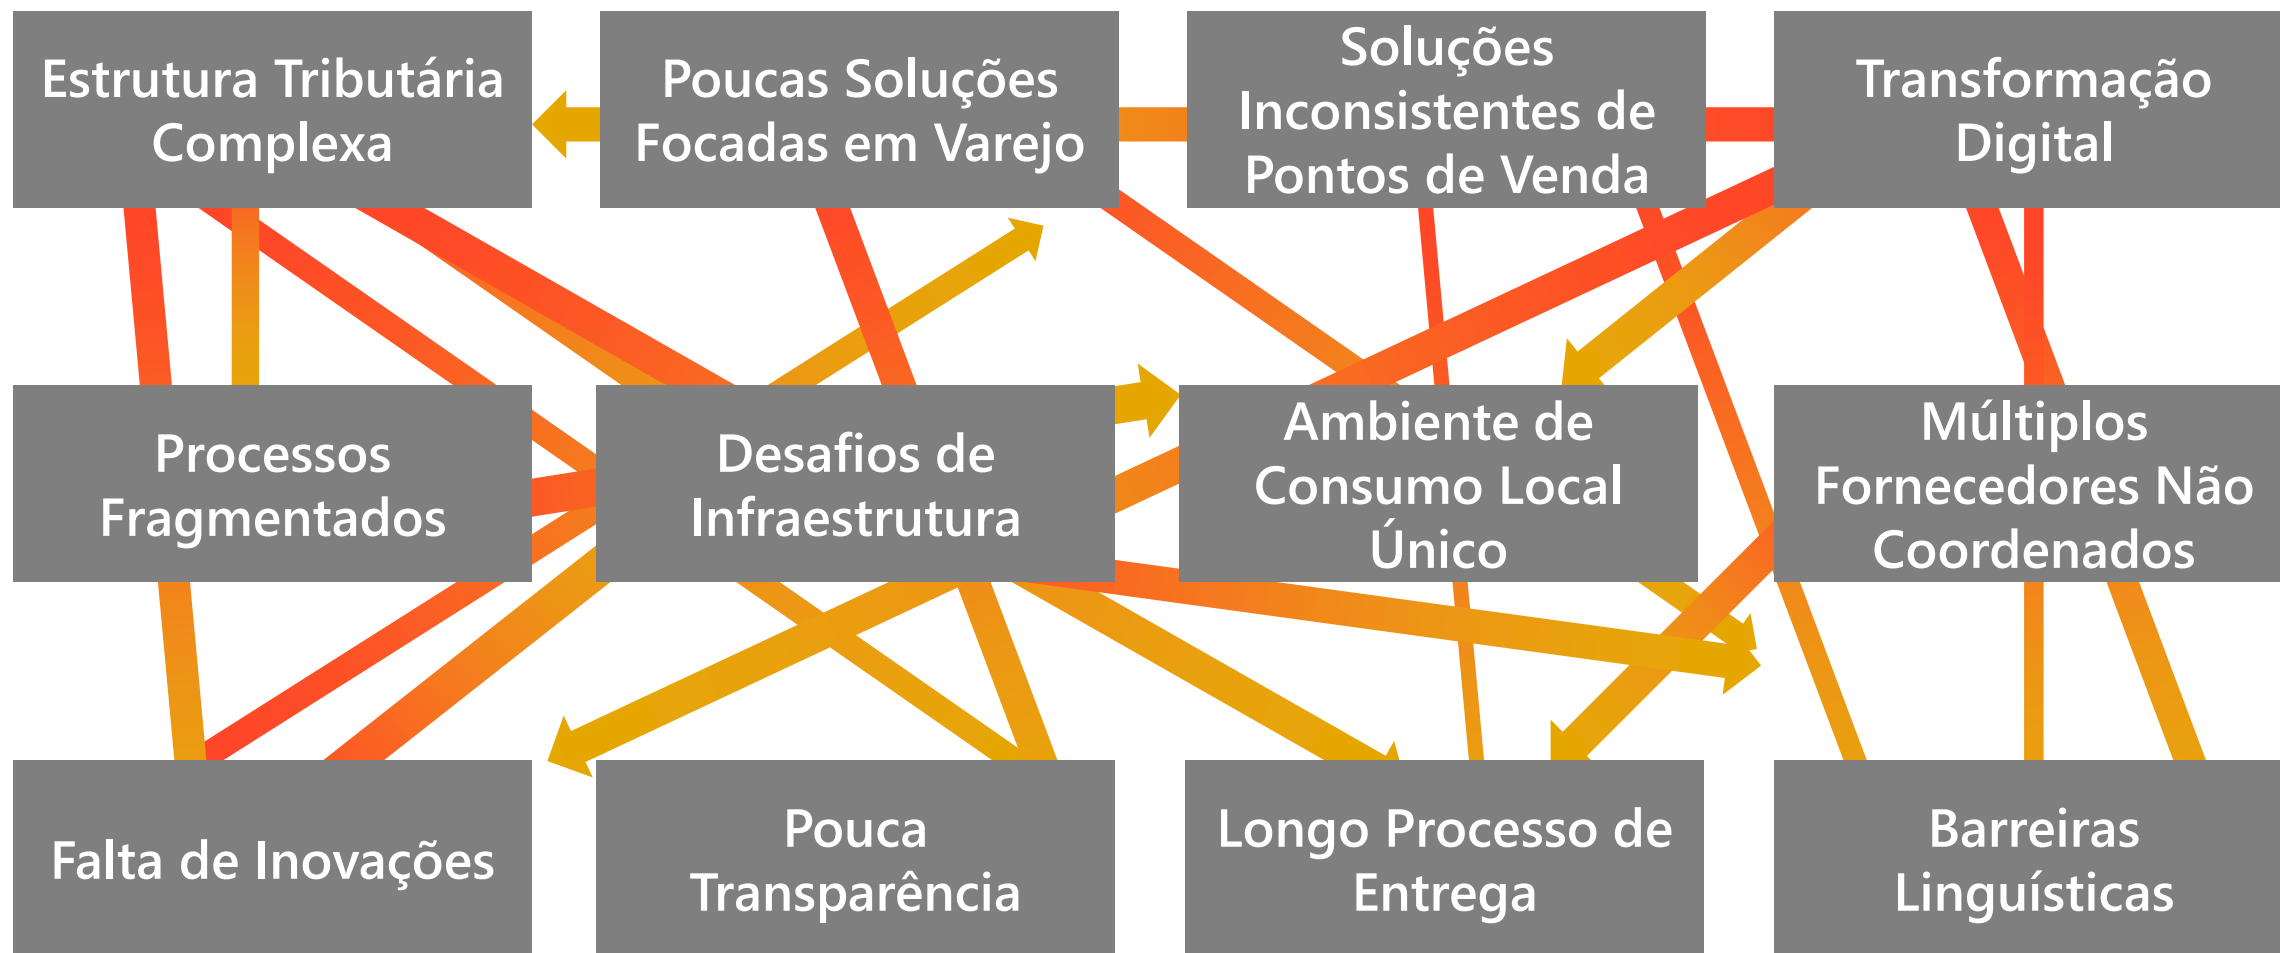 Estrutura Tributária
Complexa
Poucas Soluções
Focadas em Varejo
Soluções
Inconsistentes de
Pontos de Venda
Transformação
Digital
Processos
Fragmentados
Desafios de
Infraestrutura
Ambiente de
Consumo Local
Único
Múltiplos
Fornecedores Não
Coordenados
Falta de Inovações
Pouca
Transparência
Longo Processo de
Entrega
Barreiras
Linguísticas